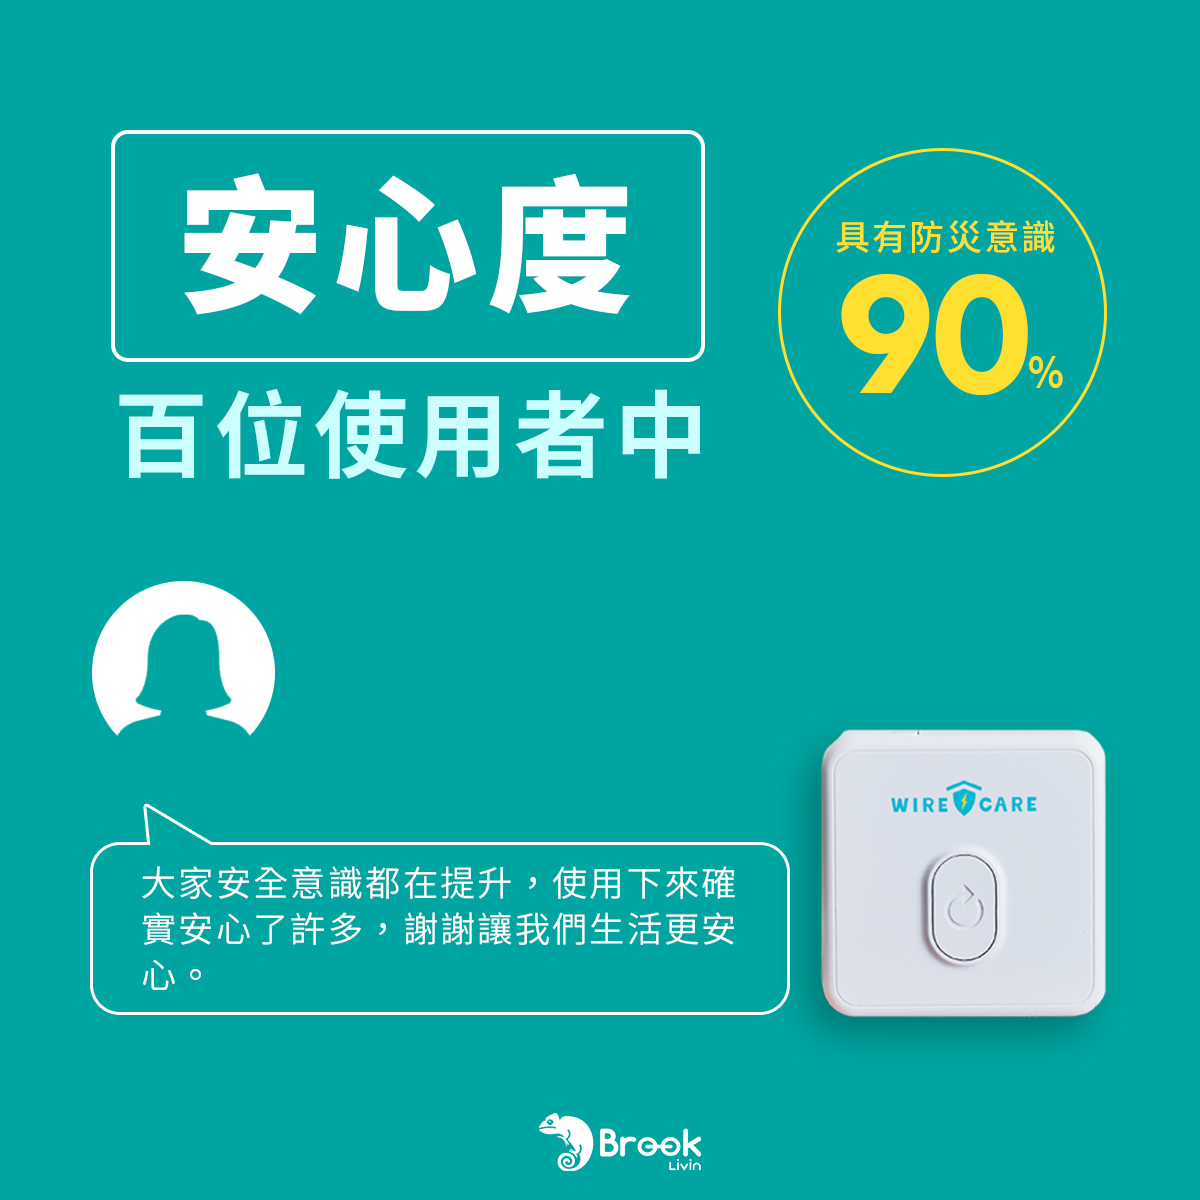 安心度
百位使用者中
具有防災意識
90%
WIRE CARE
大家安全意識都在提升，使用下來確
實安心了許多，謝謝讓我們生活更安
心。
Brook
Livin